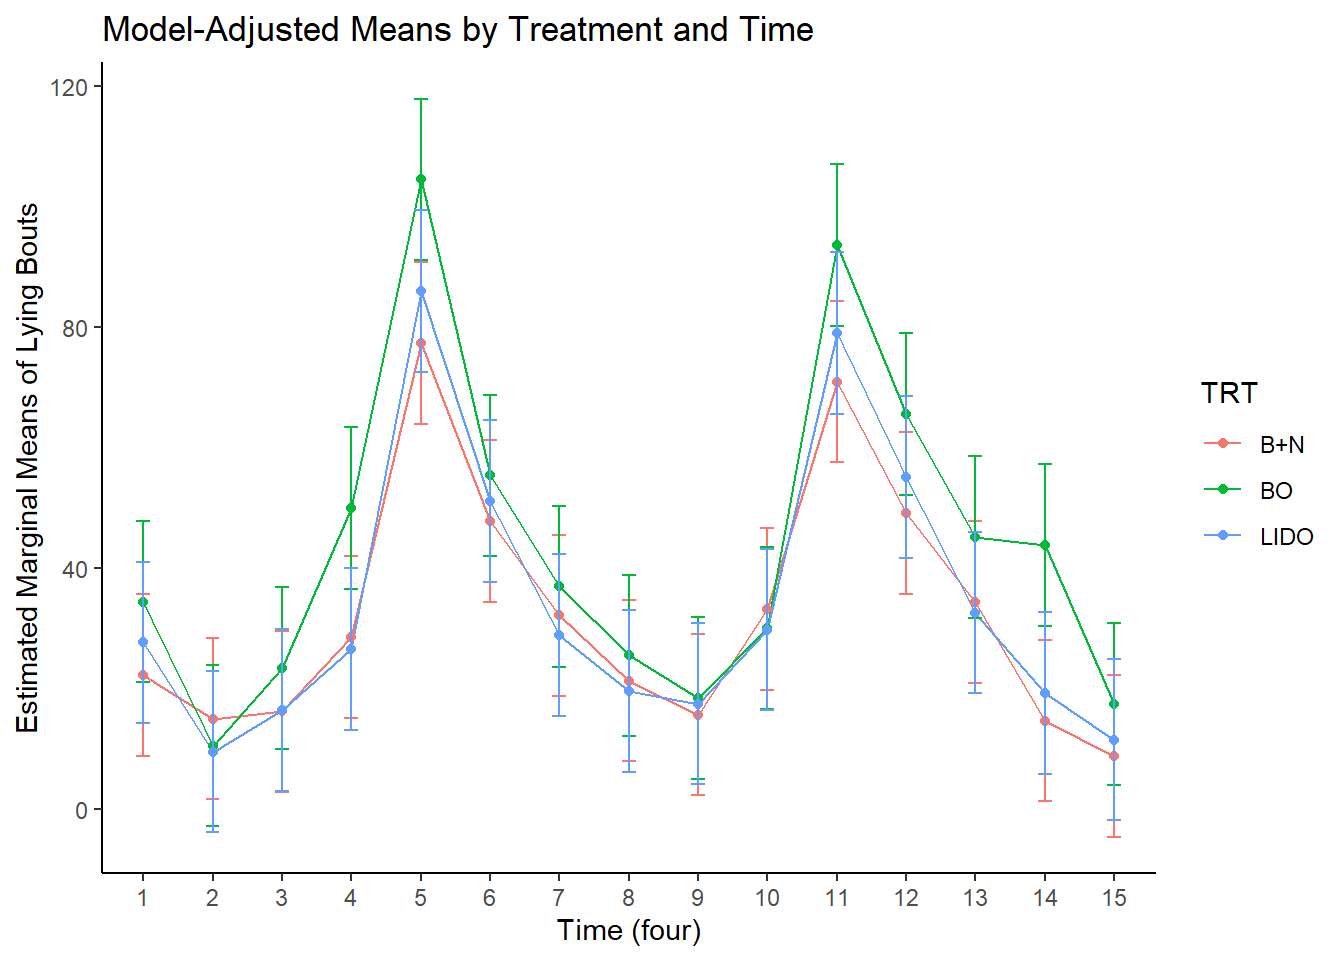 Model-Adjusted Means by Treatment and Time
Estimated Marginal Means of Lying Bouts
120
80
40
0
1 2 3 4 5 6 7 8 9 10 11 12 13 14 15
Time (four)
TRT
B+N
BO
LIDO